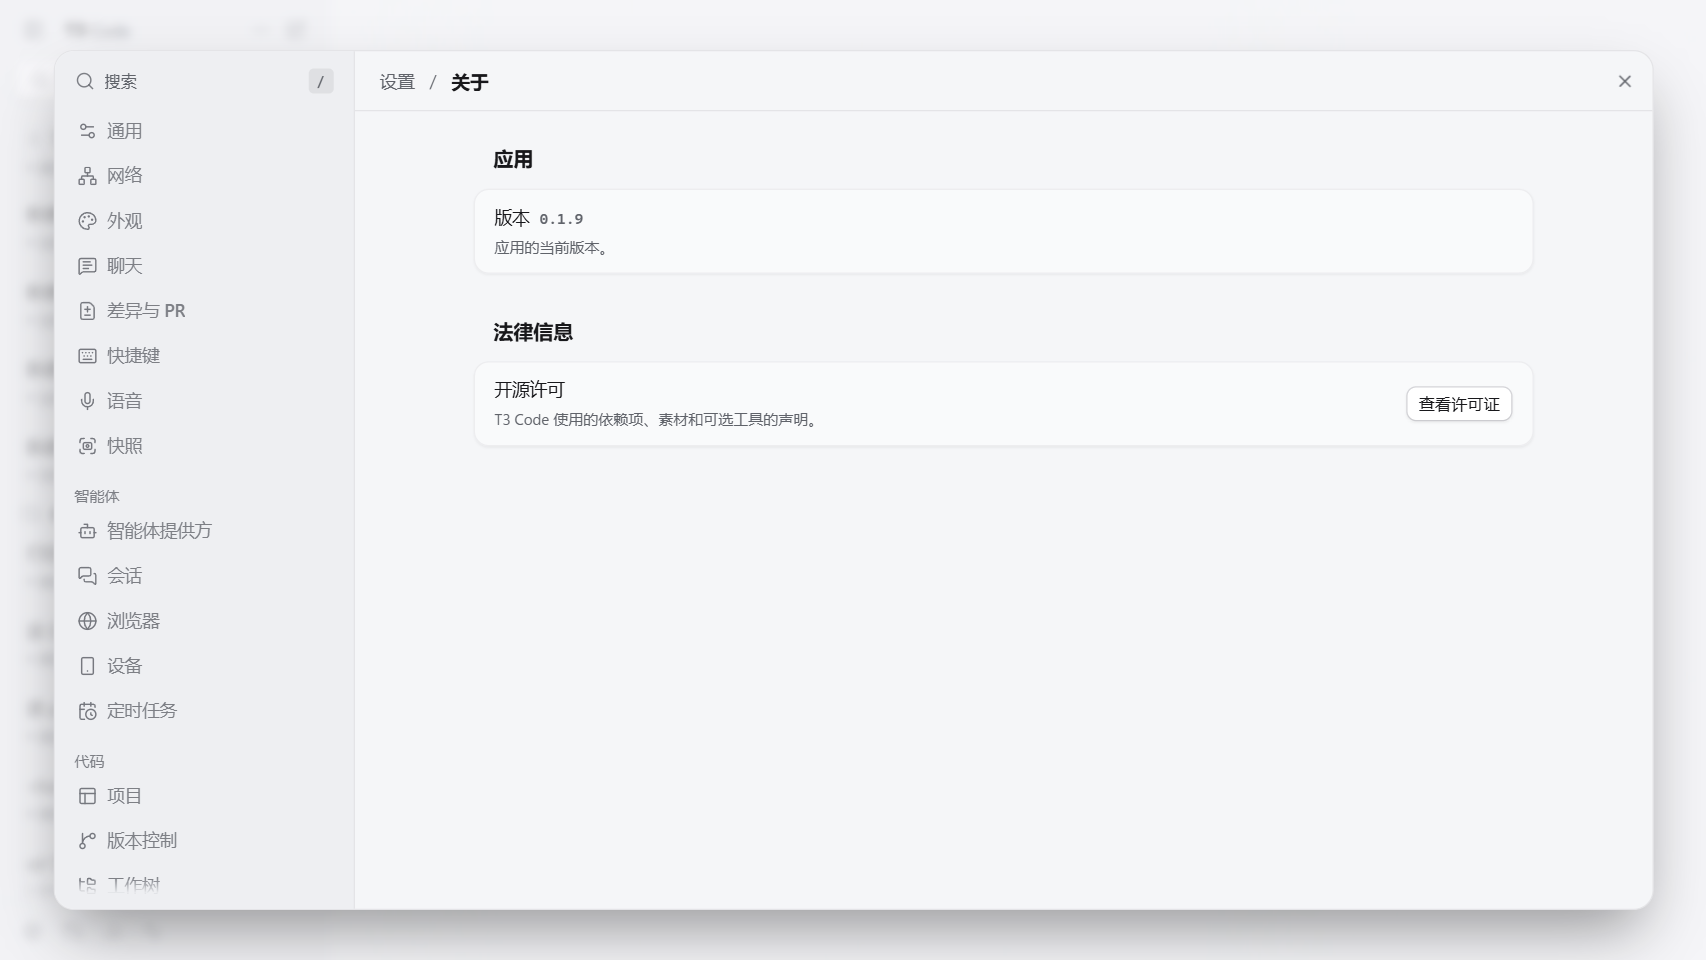 搜索 /
通用
网络
外观
聊天
差异与 PR
快捷键
语音
快照
智能体
智能体提供方
会话
浏览器
设备
定时任务
代码
项目
版本控制
工作树
设置 / 关于
应用
版本 0.1.9
应用的当前版本。
法律信息
开源许可
T3 Code 使用的依赖项、素材和可选工具的声明。
查看许可证